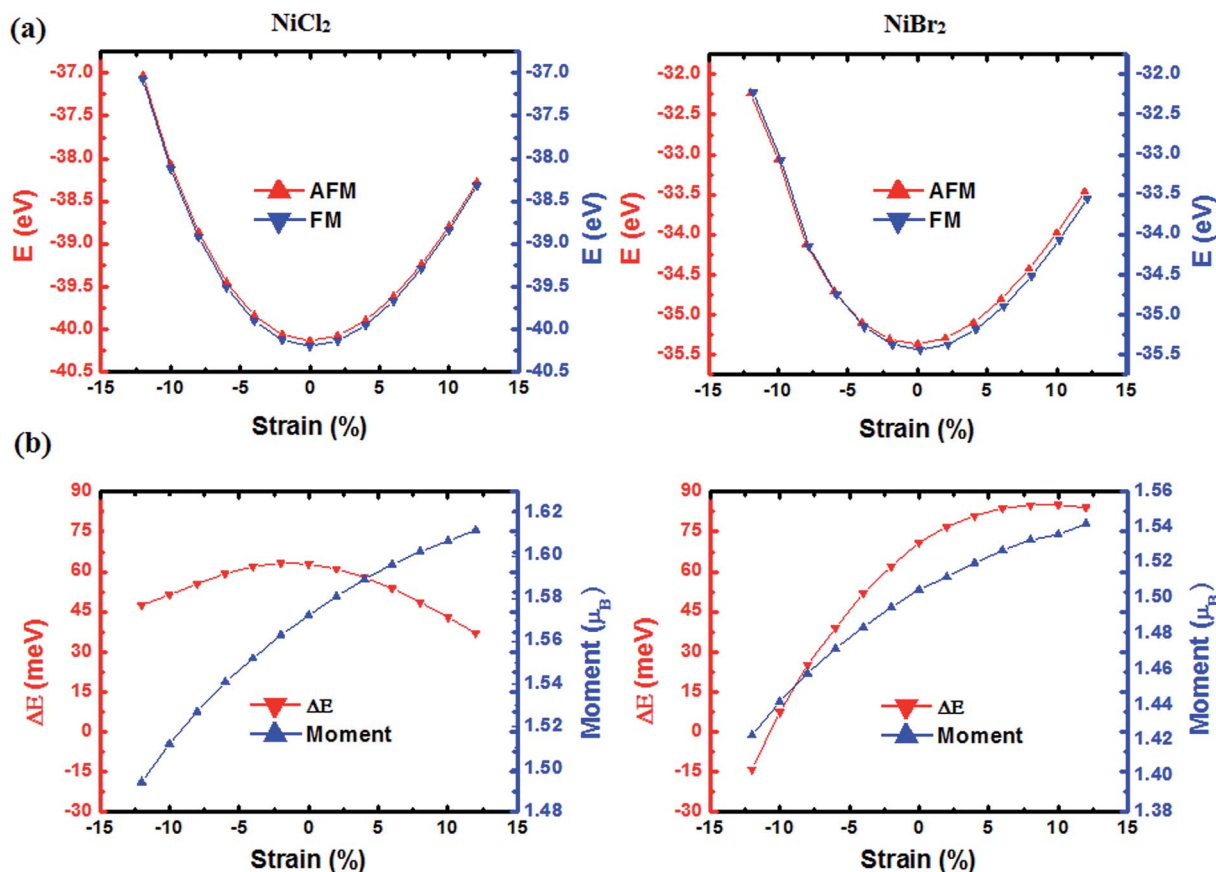 (a)
NiCl2
NiBr2
-37.0
-37.5
-38.0
-38.5
-39.0
-39.5
-40.0
-40.5
E (eV)
AFM
FM
-37.0
-37.5
-38.0
-38.5
-39.0
-39.5
-40.0
-40.5
E (eV)
-15 -10 -5 0 5 10 15
Strain (%)
-32.0
-32.5
-33.0
-33.5
-34.0
-34.5
-35.0
-35.5
E (eV)
AFM
FM
-32.0
-32.5
-33.0
-33.5
-34.0
-34.5
-35.0
-35.5
E (eV)
-15 -10 -5 0 5 10 15
Strain (%)
(b)
90
75
60
45
30
15
0
-15
-30
ΔE (meV)
ΔE
Moment
1.62
1.60
1.58
1.56
1.54
1.52
1.50
1.48
Moment (μB)
-15 -10 -5 0 5 10 15
Strain (%)
90
75
60
45
30
15
0
-15
-30
ΔE (meV)
ΔE
Moment
1.56
1.54
1.52
1.50
1.48
1.46
1.44
1.42
1.40
1.38
Moment (μB)
-15 -10 -5 0 5 10 15
Strain (%)